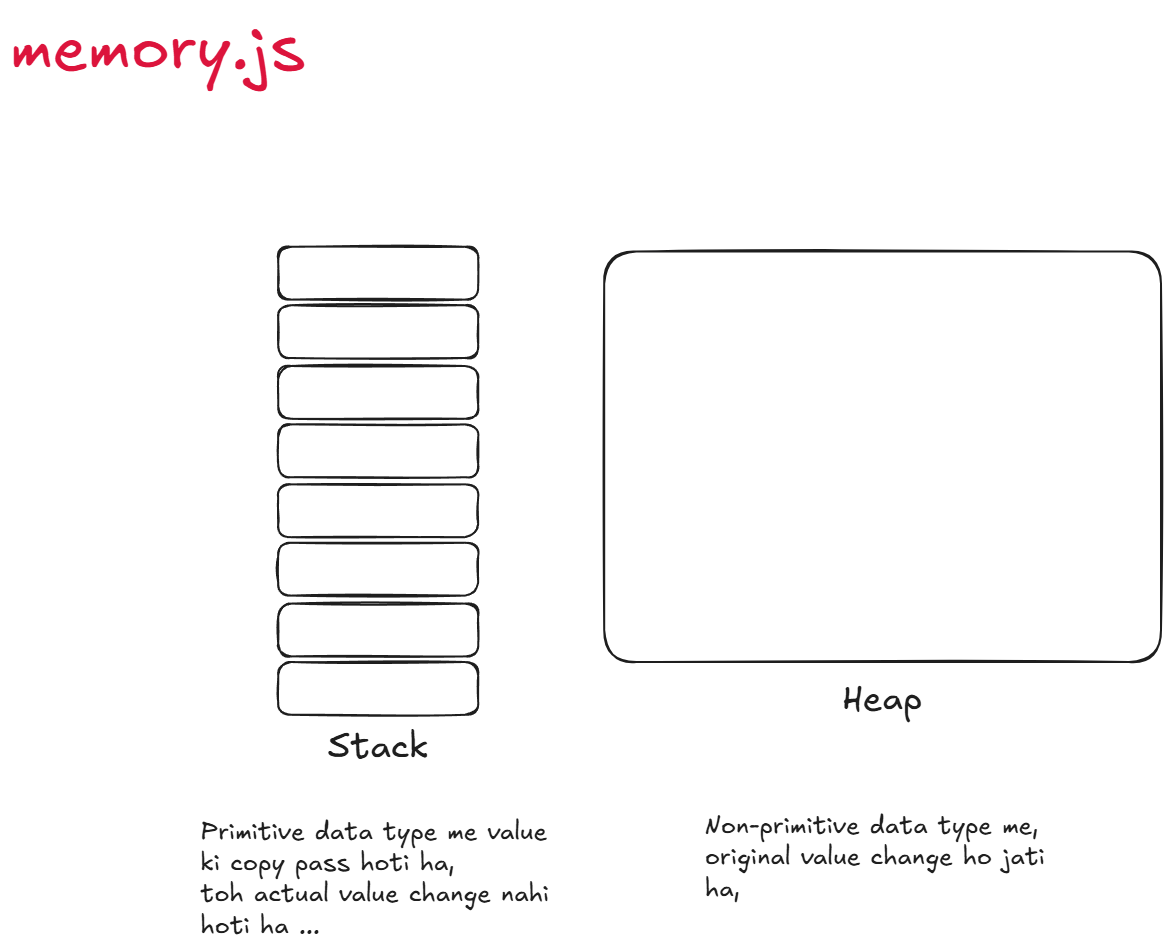 memory.js
Stack
Heap
Primitive data type me value
ki copy pass hoti ha,
toh actual value change nahi
hoti ha ...
Non-primitive data type me,
original value change ho jati
ha,